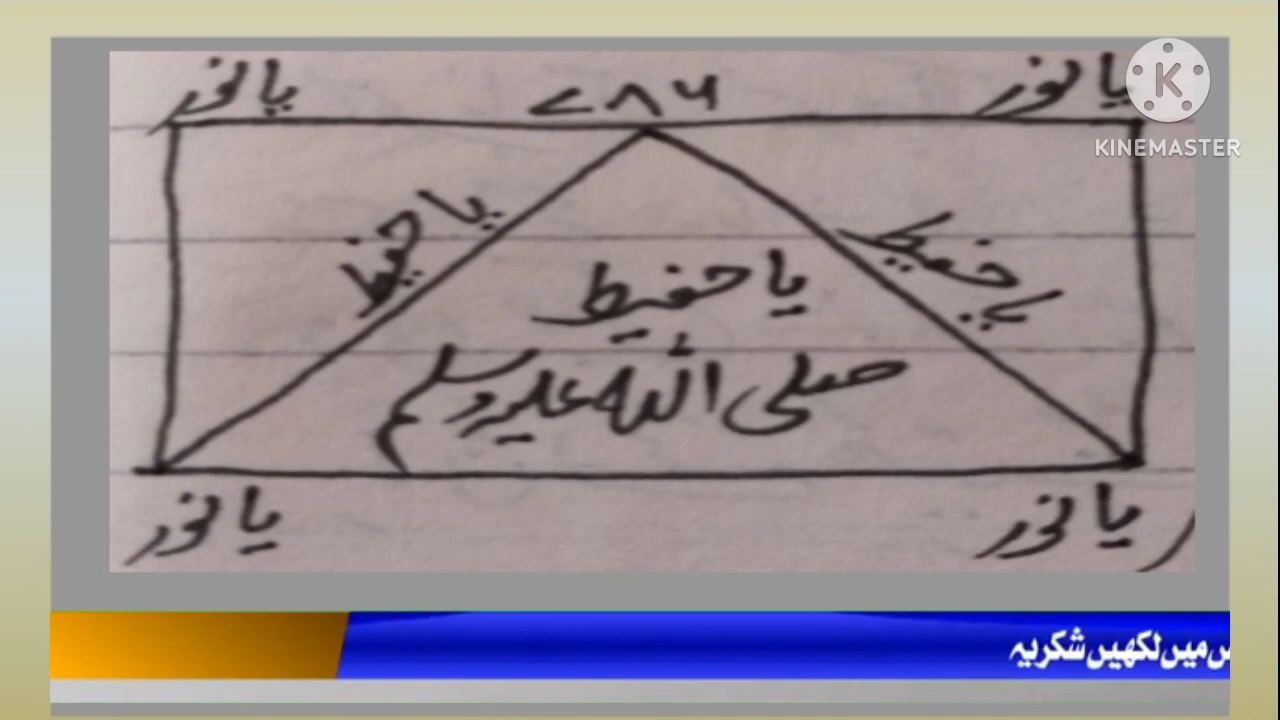 یا نور ۷۸۶ یا نور
KINEMASTER
یا حفیظ
یا حفیظ
یا حفیظ
صلی اللہ علیہ وسلم
یا نور
یا نور
میں لکھیں شکریہ